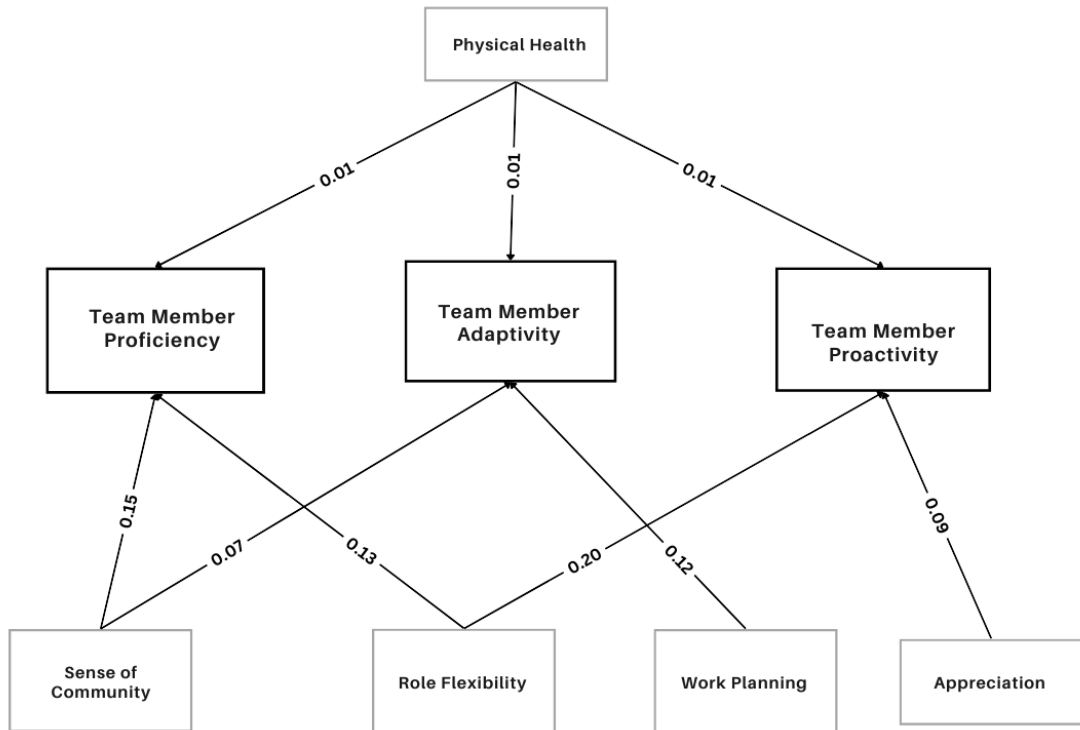 Physical Health
0.01
0.01
0.01
Team Member
Proficiency
Team Member
Adaptivity
Team Member
Proactivity
0.15
0.07
0.13
0.20
0.12
0.09
Sense of
Community
Role Flexibility
Work Planning
Appreciation